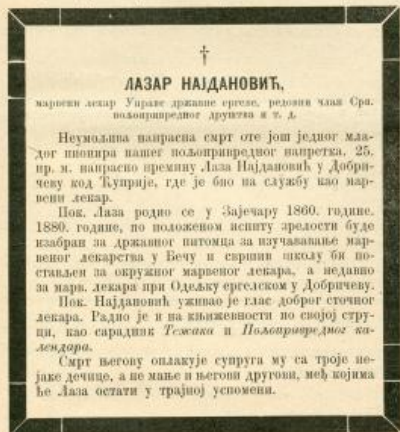 †
ЛАЗАР НАЈДАНОВИЋ,
марвени лекар Управе државне ергеле, редовни члан Срп.
пољопривредног друштва и т. д.
Неумољива напрасна смрт оте још једног мла-
дог пионира нашег пољопривредног напретка. 25.
пр. м. напрасно премину Лаза Најдановић у Добри-
чеву код Ћуприје, где је био на служби као мар-
вени лекар.
Пок. Лаза родио се у Зајечару 1860. године.
1880. године, по положеном испиту зрелости буде
изабран за државног питомца за изучававање мар-
веног лекарства у Бечу и свршив школу би по-
стављен за окружног марвеног лекара, а недавно
за марв. лекара при Одељку ергелском у Добричеву.
Пок. Најдановић уживао је глас доброг сточног
лекара. Радио је и на књижевности по својој стру-
ци, као сарадник Тежака и Пољопривредног ка-
лендара.
Смрт његову оплакује супруга му са троје не-
јаке дечице, а не мање и његови другови, међ којима
ће Лаза остати у трајној успомени.